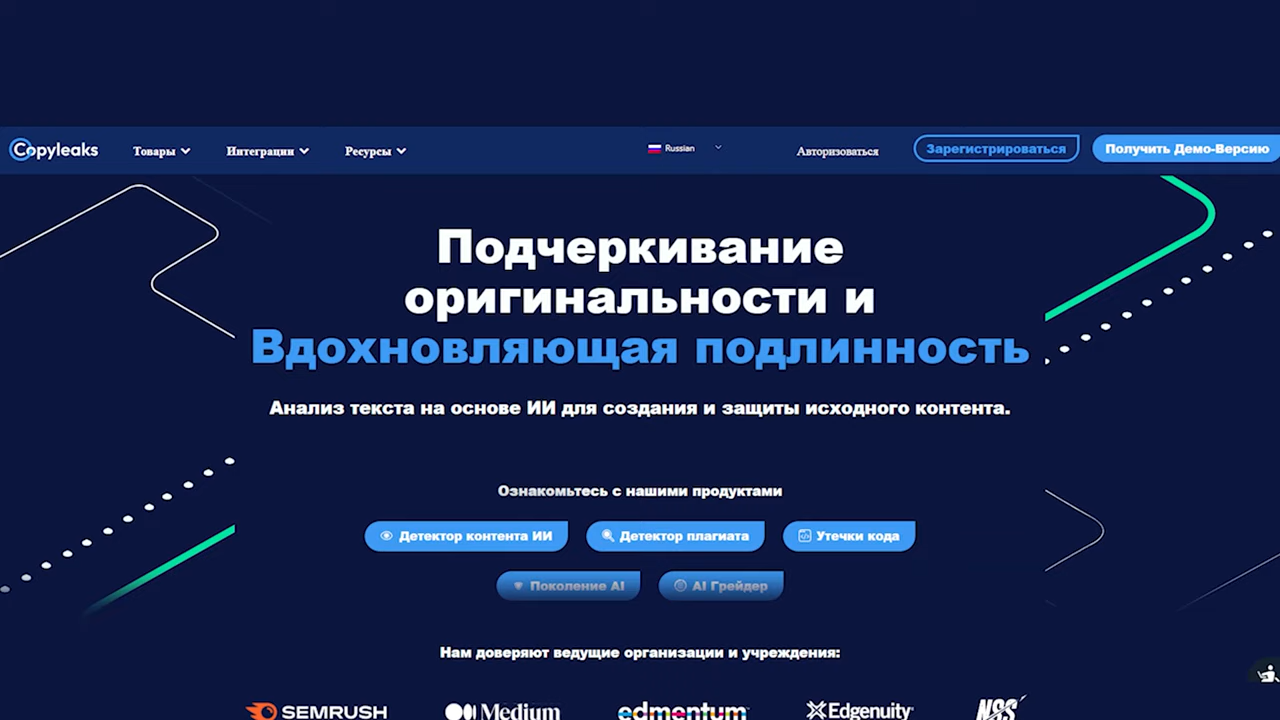 Copyleaks Товары Интеграции Ресурсы Russian Авторизоваться Зарегистрироваться Получить Демо-Версию
Подчеркивание
оригинальности и
Вдохновляющая подлинность
Анализ текста на основе ИИ для создания и защиты исходного контента.
Ознакомьтесь с нашими продуктами
Детектор контента ИИ Детектор плагиата Утечки кода
Поколение AI AI Грейдер
Нам доверяют ведущие организации и учреждения:
SEMRUSH Medium edmentum Edgenuity